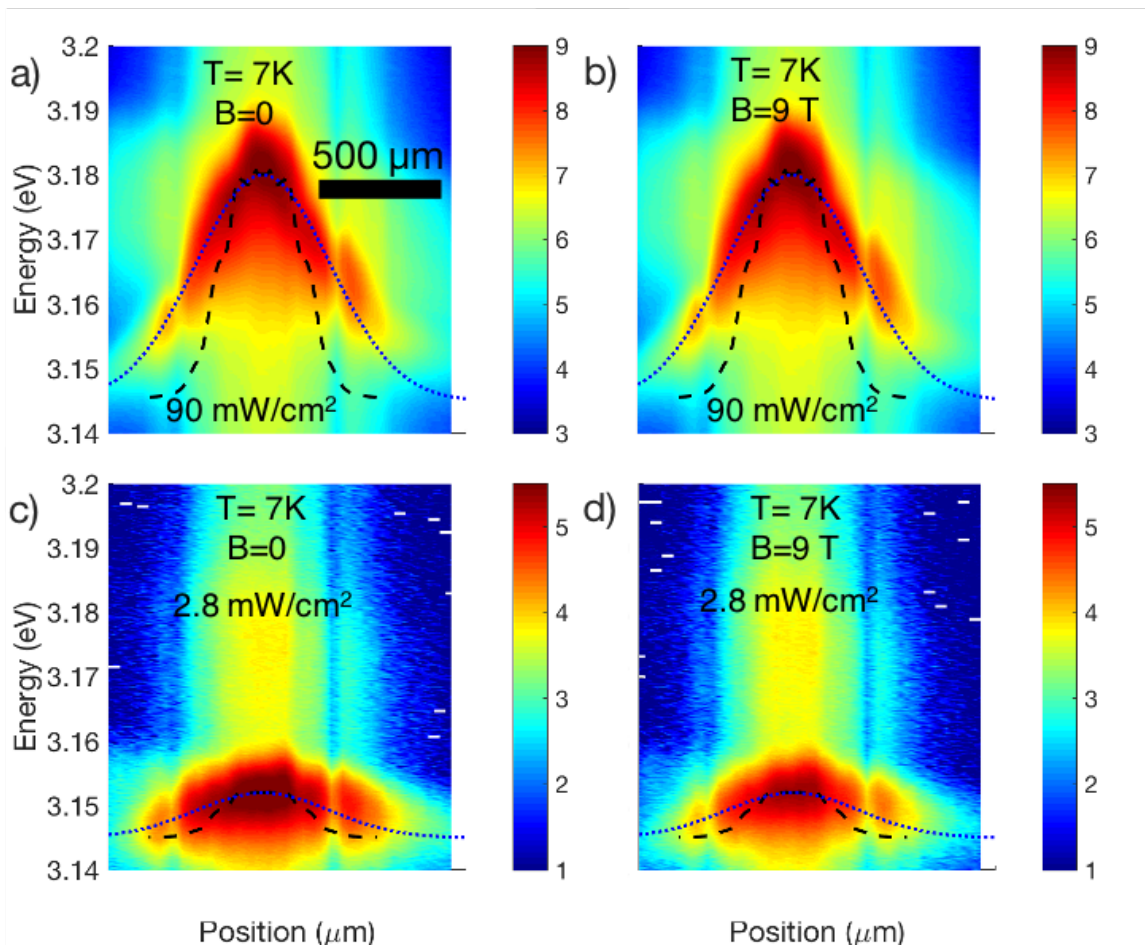 a)
T= 7K
B=0
500 μm
90 mW/cm²
Energy (eV)
3.2
3.19
3.18
3.17
3.16
3.15
3.14
9
8
7
6
5
4
3
b)
T= 7K
B=9 T
90 mW/cm²
9
8
7
6
5
4
3
c)
T= 7K
B=0
2.8 mW/cm²
Energy (eV)
3.2
3.19
3.18
3.17
3.16
3.15
3.14
5
4
3
2
1
Position (μm)
d)
T= 7K
B=9 T
2.8 mW/cm²
5
4
3
2
1
Position (μm)